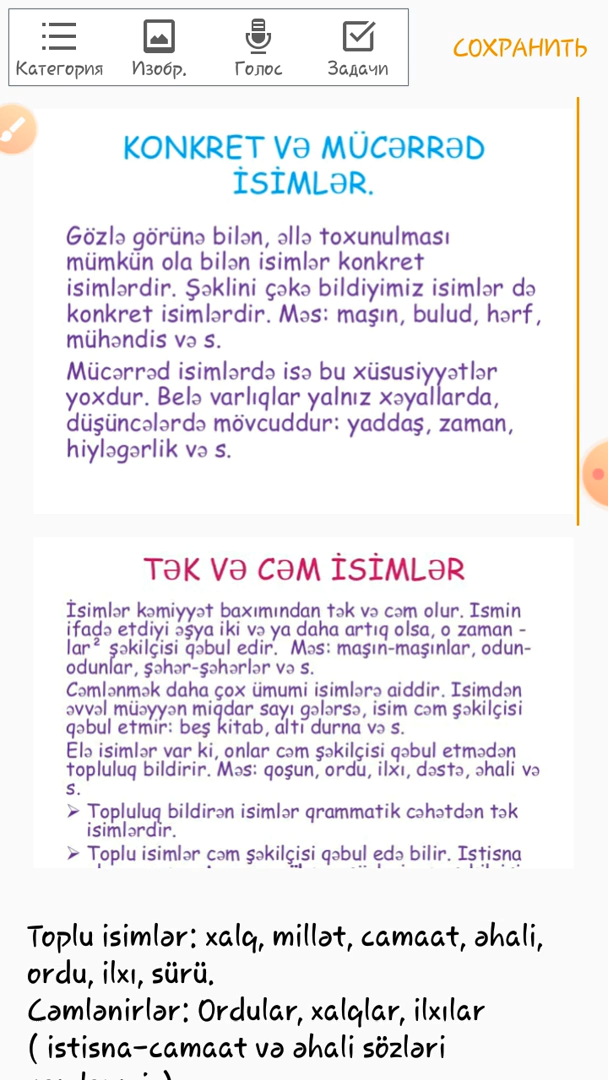 Категория Изобр. Голос Задачи СОХРАНИТЬ
KONKRET VƏ MÜCƏRRƏD
İSİMLƏR.
Gözlə görünə bilən, əllə toxunulması
mümkün ola bilən isimlər konkret
isimlərdir. Şəklini çəkə bildiyimiz isimlər də
konkret isimlərdir. Məs: maşın, bulud, hərf,
mühəndis və s.
Mücərrəd isimlərdə isə bu xüsusiyyətlər
yoxdur. Belə varlıqlar yalnız xəyallarda,
düşüncələrdə mövcuddur: yaddaş, zaman,
hiyləgərlik və s.
TƏK VƏ CƏM İSİMLƏR
İsimlər kəmiyyət baxımından tək və cəm olur. Ismin
ifadə etdiyi əşya iki və ya daha artıq olsa, o zaman -
lar² şəkilçisi qəbul edir. Məs: maşın-maşınlar, odun-
odunlar, şəhər-şəhərlər və s.
Cəmlənmək daha çox ümumi isimlərə aiddir. Isimdən
əvvəl müəyyən miqdar sayı gələrsə, isim cəm şəkilçisi
qəbul etmir: beş kitab, altı durna və s.
Elə isimlər var ki, onlar cəm şəkilçisi qəbul etmədən
topluluq bildirir. Məs: qoşun, ordu, ilxı, dəstə, əhali və
s.
➤ Topluluq bildirən isimlər qrammatik cəhətdən tək
isimlərdir.
➤ Toplu isimlər cəm şəkilçisi qəbul edə bilir. Istisna
Toplu isimlər: xalq, millət, camaat, əhali,
ordu, ilxı, sürü.
Cəmlənirlər: Ordular, xalqlar, ilxılar
( istisna-camaat və əhali sözləri